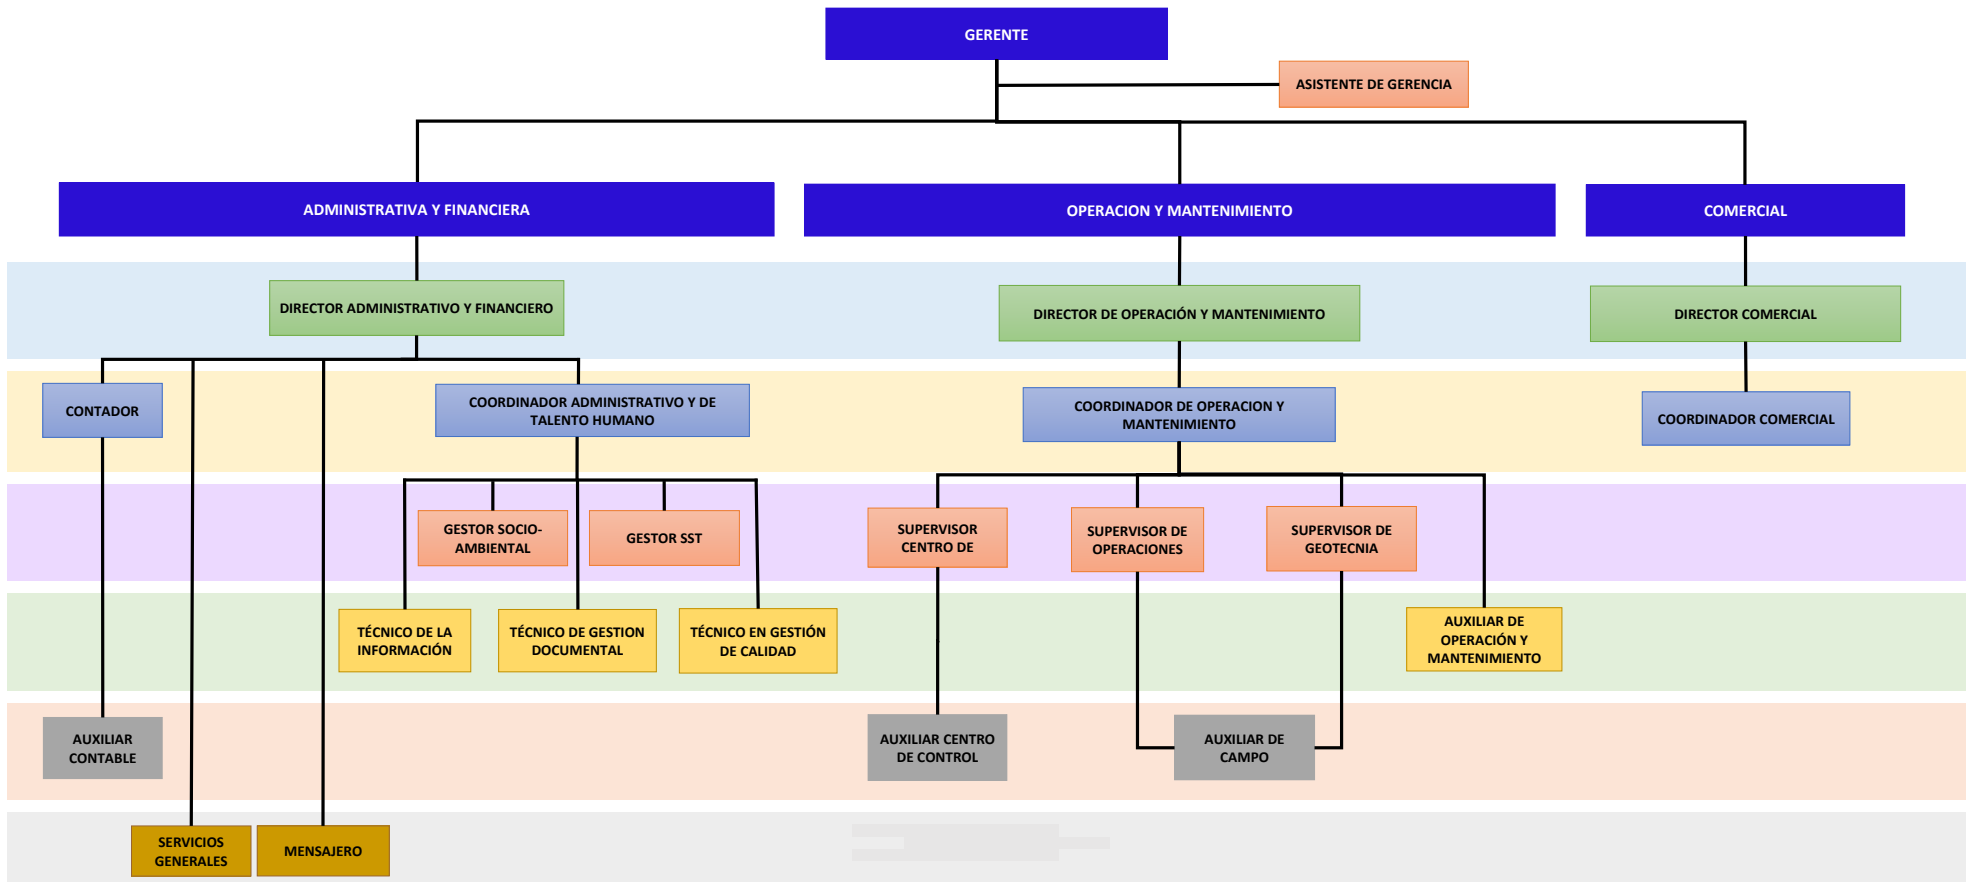 GERENTE
ASISTENTE DE GERENCIA
ADMINISTRATIVA Y FINANCIERA
OPERACION Y MANTENIMIENTO
COMERCIAL
DIRECTOR ADMINISTRATIVO Y FINANCIERO
DIRECTOR DE OPERACIÓN Y MANTENIMIENTO
DIRECTOR COMERCIAL
CONTADOR
COORDINADOR ADMINISTRATIVO Y DE
TALENTO HUMANO
COORDINADOR DE OPERACION Y
MANTENIMIENTO
COORDINADOR COMERCIAL
GESTOR SOCIO-
AMBIENTAL
GESTOR SST
SUPERVISOR
CENTRO DE
SUPERVISOR DE
OPERACIONES
SUPERVISOR DE
GEOTECNIA
TÉCNICO DE LA
INFORMACIÓN
TÉCNICO DE GESTION
DOCUMENTAL
TÉCNICO EN GESTIÓN
DE CALIDAD
AUXILIAR DE
OPERACIÓN Y
MANTENIMIENTO
AUXILIAR
CONTABLE
AUXILIAR CENTRO
DE CONTROL
AUXILIAR DE
CAMPO
SERVICIOS
GENERALES
MENSAJERO